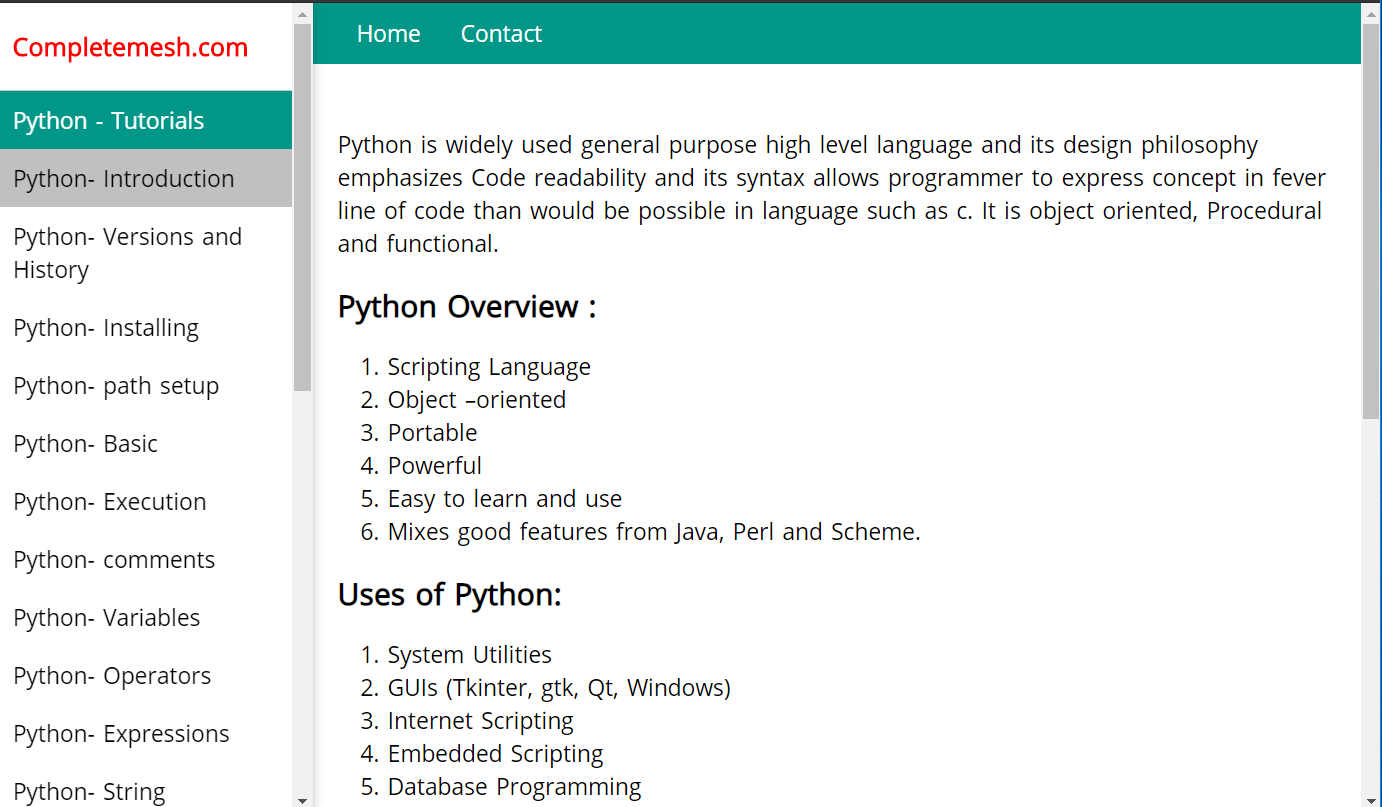 Completemesh.com
Python - Tutorials
Python- Introduction
Python- Versions and
History
Python- Installing
Python- path setup
Python- Basic
Python- Execution
Python- comments
Python- Variables
Python- Operators
Python- Expressions
Python- String
Home Contact
Python is widely used general purpose high level language and its design philosophy
emphasizes Code readability and its syntax allows programmer to express concept in fever
line of code than would be possible in language such as c. It is object oriented, Procedural
and functional.
Python Overview :
1. Scripting Language
2. Object –oriented
3. Portable
4. Powerful
5. Easy to learn and use
6. Mixes good features from Java, Perl and Scheme.
Uses of Python:
1. System Utilities
2. GUIs (Tkinter, gtk, Qt, Windows)
3. Internet Scripting
4. Embedded Scripting
5. Database Programming